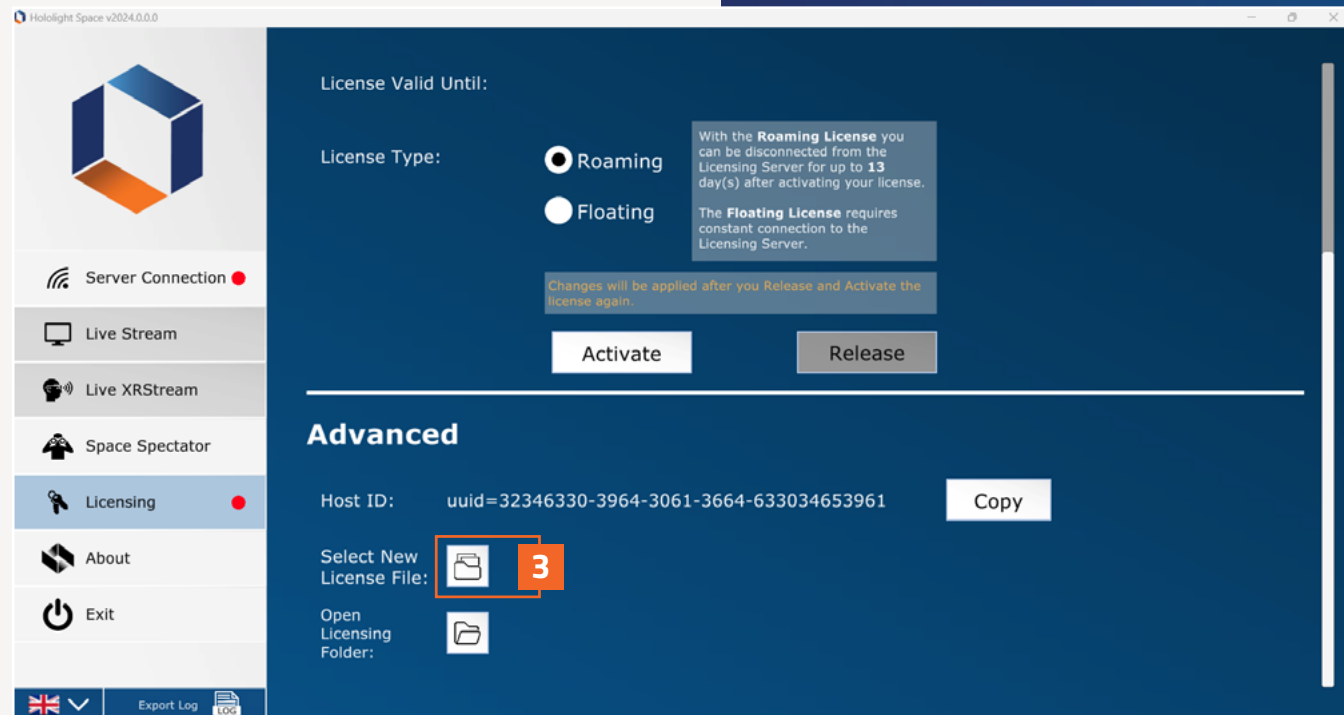 Hololight Space v2024.0.0.0
License Valid Until:
License Type:
Roaming
Floating
With the Roaming License you
can be disconnected from the
Licensing Server for up to 13
day(s) after activating your license.
The Floating License requires
constant connection to the
Licensing Server.
Changes will be applied after you Release and Activate the
license again.
Activate
Release
Server Connection
Live Stream
Live XRStream
Space Spectator
Licensing
About
Exit
Export Log
LOG
Advanced
Host ID: uuid=32346330-3964-3061-3664-633034653961
Copy
Select New
License File:
3
Open
Licensing
Folder: